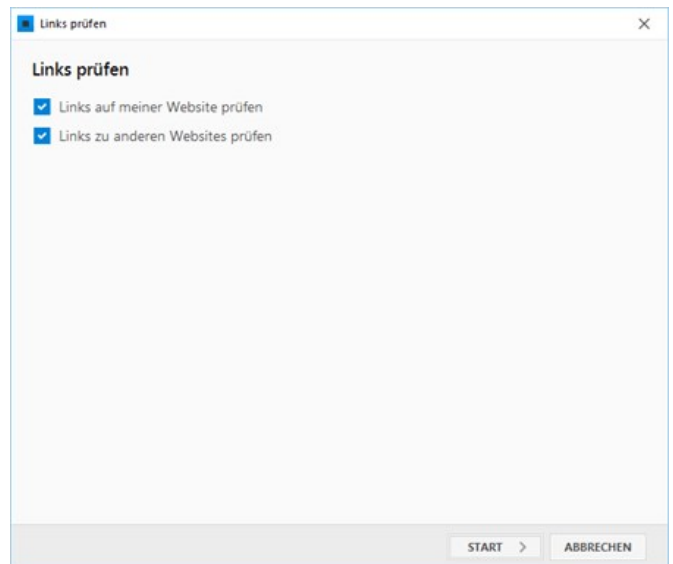 Links prüfen
Links prüfen
Links auf meiner Website prüfen
Links zu anderen Websites prüfen
START
ABBRECHEN